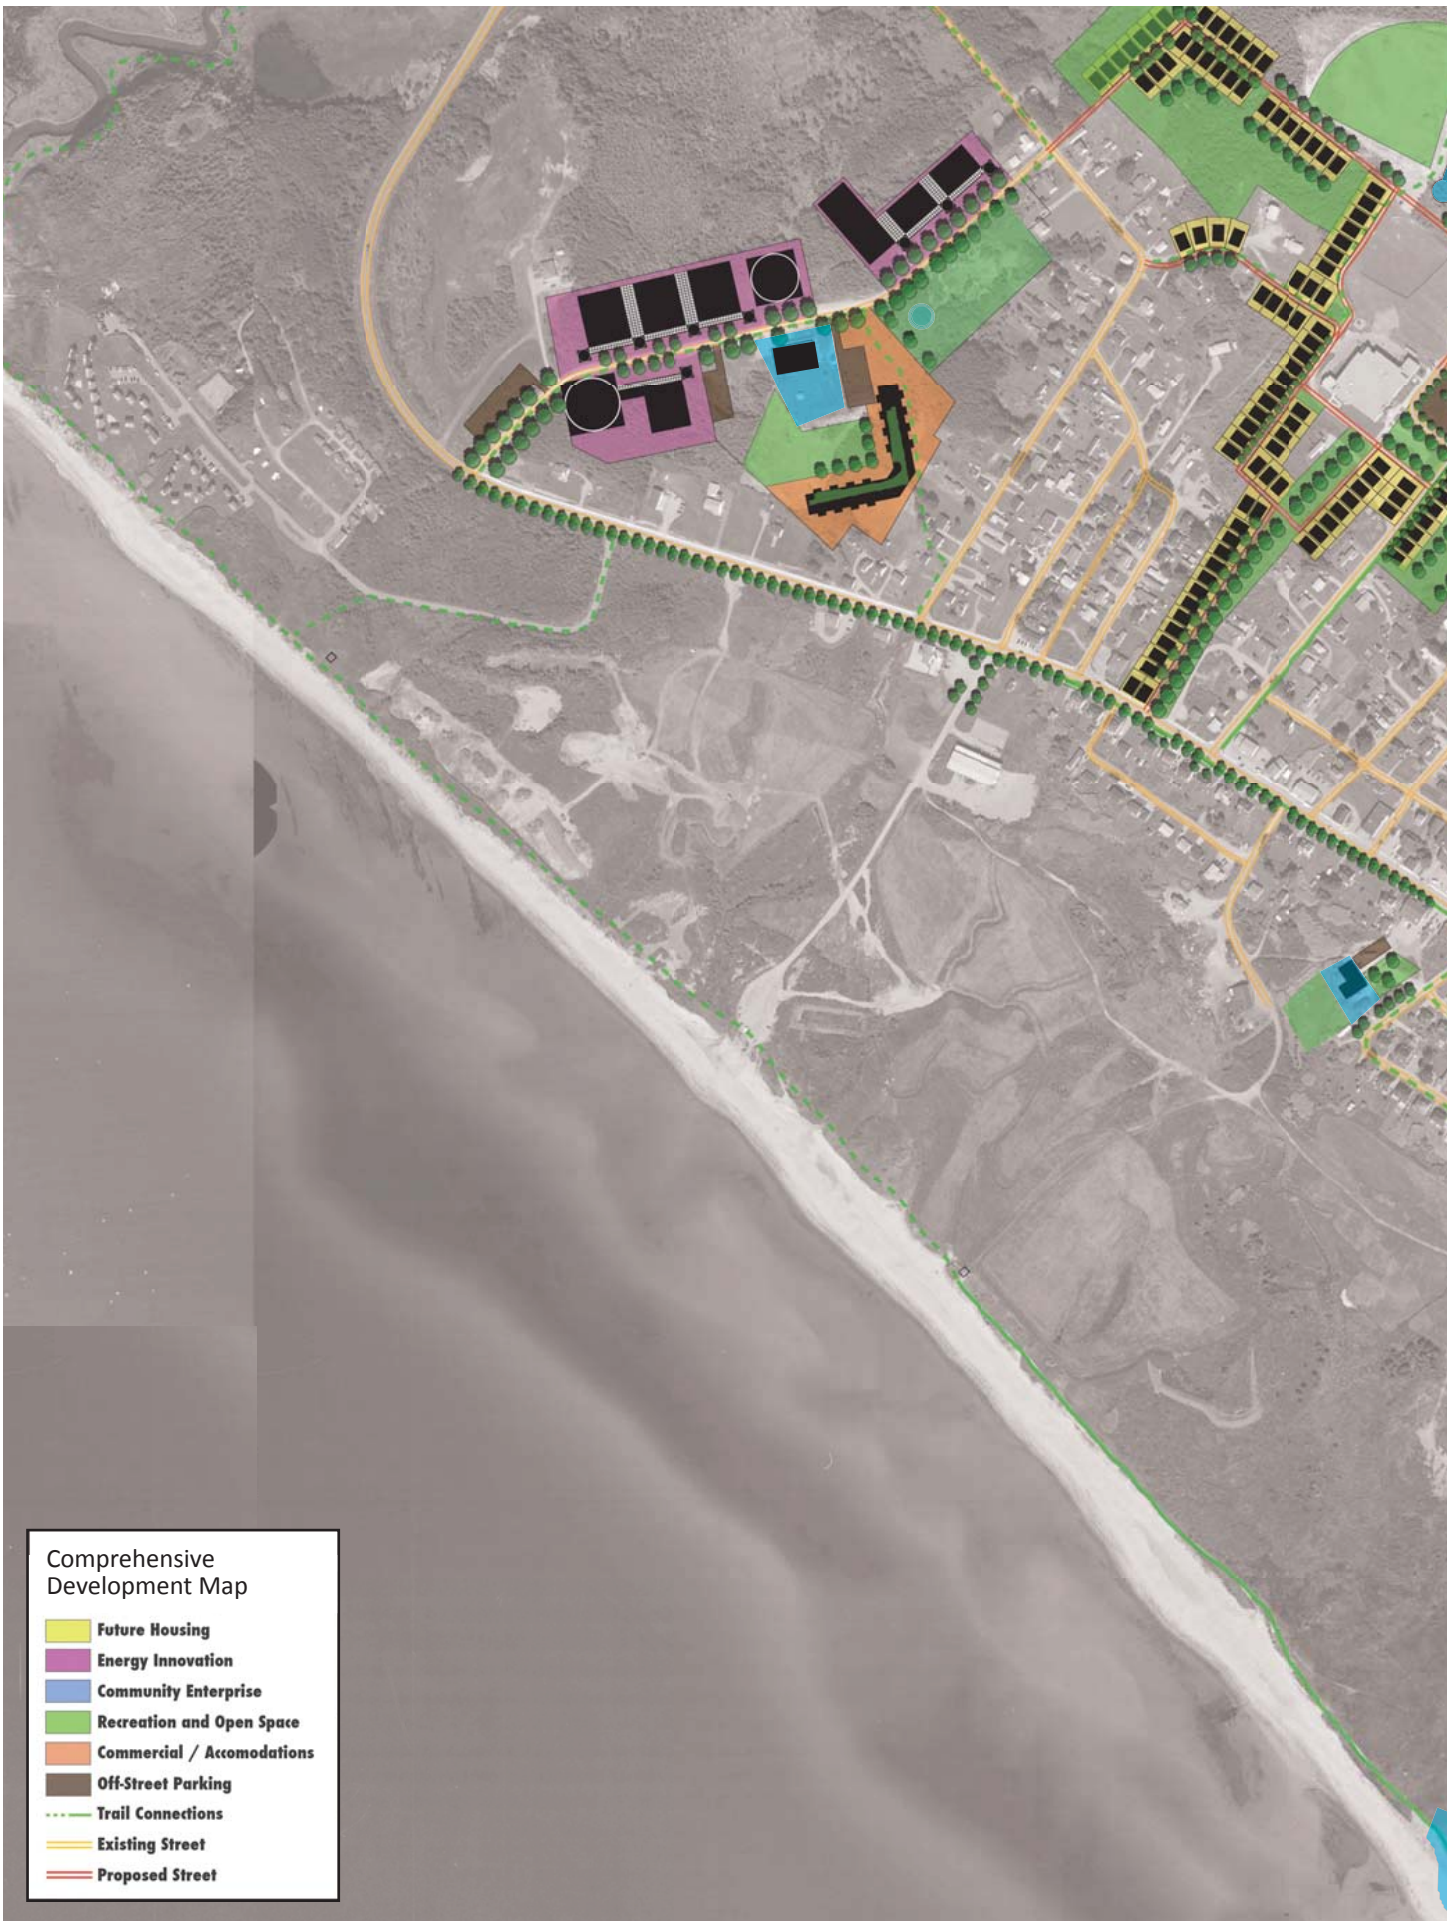 Comprehensive
Development Map
Future Housing
Energy Innovation
Community Enterprise
Recreation and Open Space
Commercial / Accomodations
Off-Street Parking
Trail Connections
Existing Street
Proposed Street